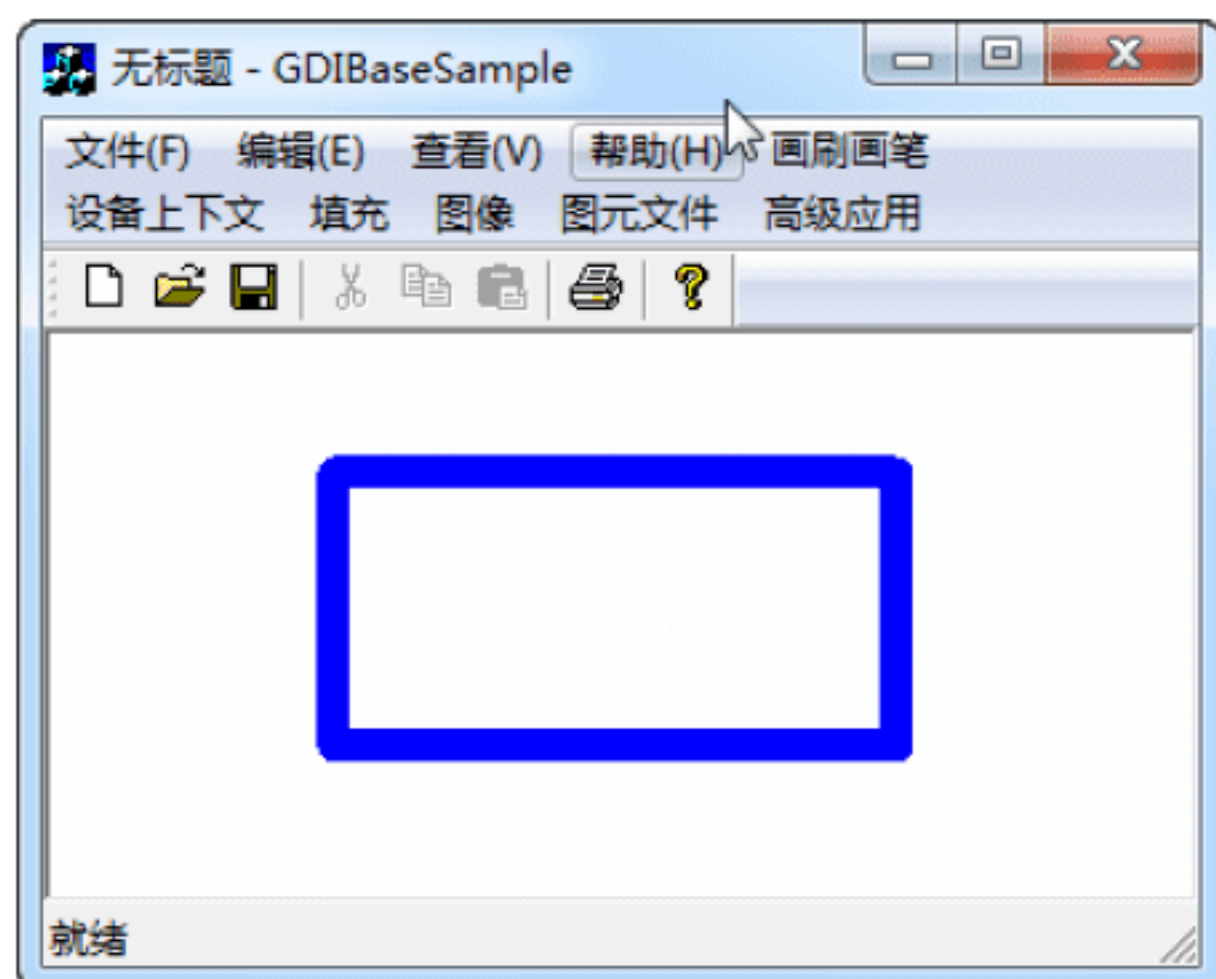 无标题 - GDIBaseSample
文件(F) 编辑(E) 查看(V) 帮助(H) 画刷画笔
设备上下文 填充 图像 图元文件 高级应用
就绪